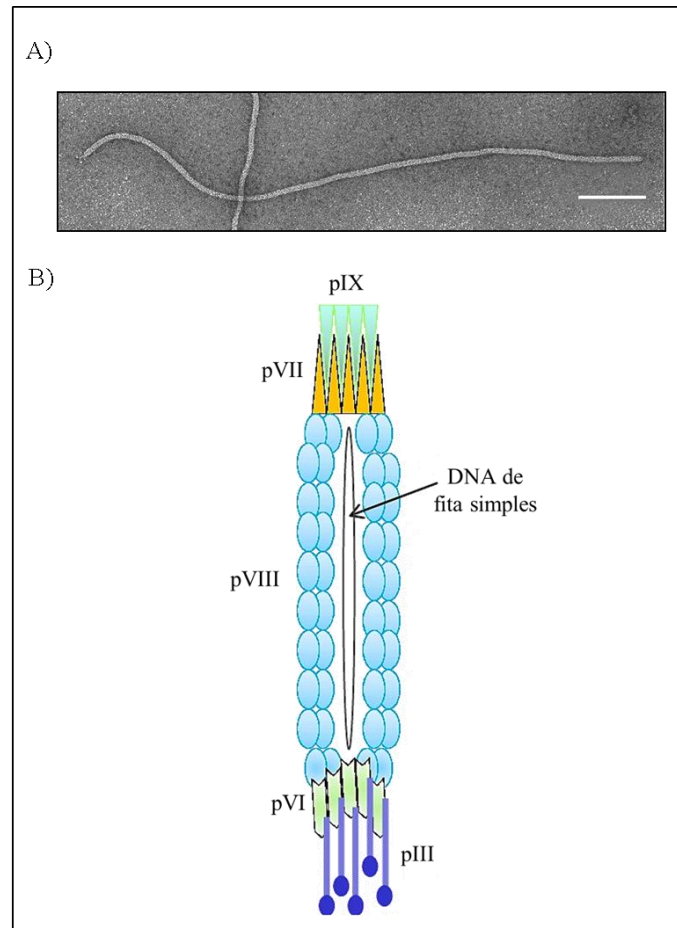 A)
B)
pIX
pVII
DNA de
fita simples
pVIII
pVI
pIII